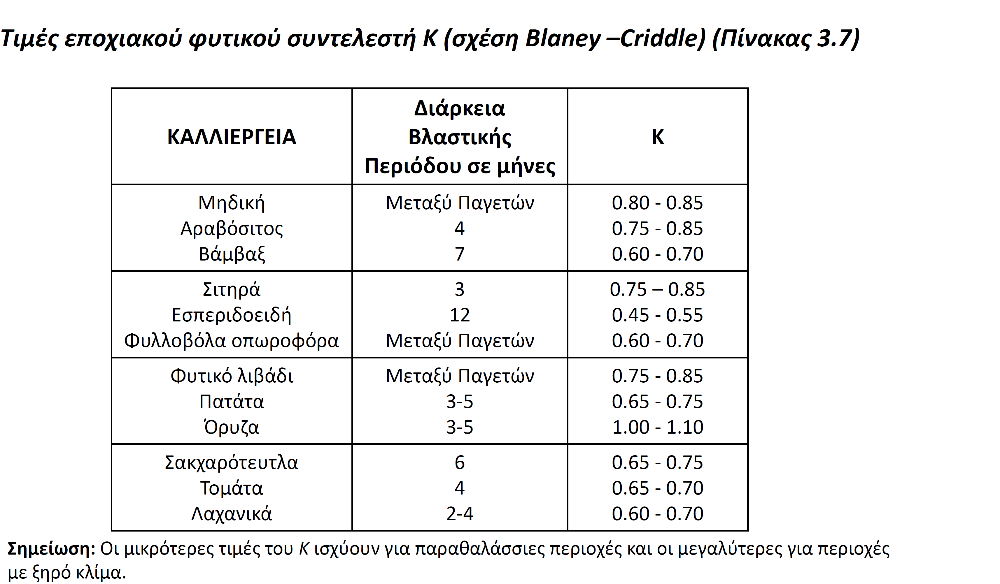 Τιμές εποχιακού φυτικού συντελεστή Κ (σχέση Blaney –Criddle) (Πίνακας 3.7)
ΚΑΛΛΙΕΡΓΕΙΑ Διάρκεια Βλαστικής Περιόδου σε μήνες Κ
Μηδική Μεταξύ Παγετών 0.80 - 0.85
Αραβόσιτος 4 0.75 - 0.85
Βάμβαξ 7 0.60 - 0.70
Σιτηρά 3 0.75 – 0.85
Εσπεριδοειδή 12 0.45 - 0.55
Φυλλοβόλα οπωροφόρα Μεταξύ Παγετών 0.60 - 0.70
Φυτικό λιβάδι Μεταξύ Παγετών 0.75 - 0.85
Πατάτα 3-5 0.65 - 0.75
Όρυζα 3-5 1.00 - 1.10
Σακχαρότευτλα 6 0.65 - 0.75
Τομάτα 4 0.65 - 0.70
Λαχανικά 2-4 0.60 - 0.70
Σημείωση: Οι μικρότερες τιμές του Κ ισχύουν για παραθαλάσσιες περιοχές και οι μεγαλύτερες για περιοχές
με ξηρό κλίμα.